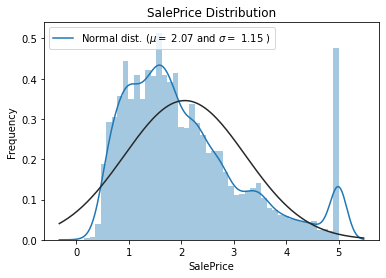 SalePrice Distribution
Normal dist. (μ = 2.07 and σ = 1.15 )
Frequency
0.5
0.4
0.3
0.2
0.1
0.0
0 1 2 3 4 5
SalePrice